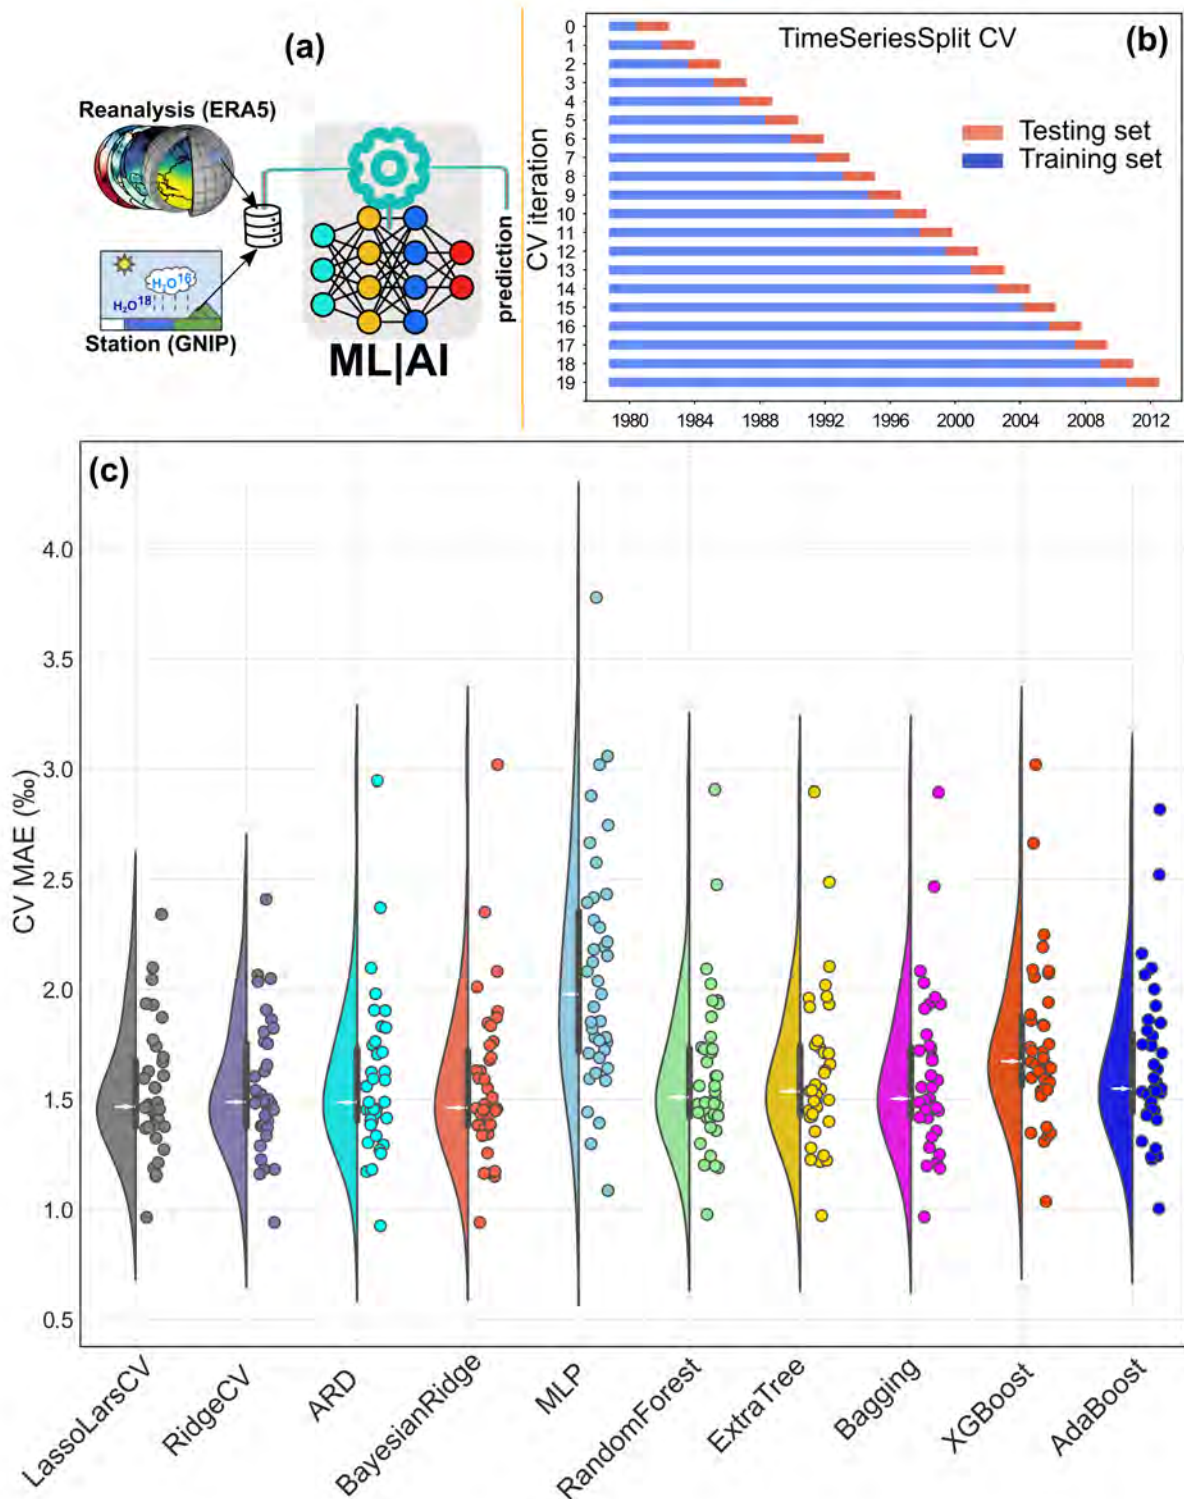 (a)
Reanalysis (ERA5)
H₂O¹⁶
H₂O¹⁸
Station (GNIP)
ML|AI
prediction
(b)
TimeSeriesSplit CV
Testing set
Training set
CV iteration
0
1
2
3
4
5
6
7
8
9
10
11
12
13
14
15
16
17
18
19
1980 1984 1988 1992 1996 2000 2004 2008 2012
(c)
CV MAE (‰)
4.0
3.5
3.0
2.5
2.0
1.5
1.0
0.5
LassoLarsCV
RidgeCV
ARD
BayesianRidge
MLP
RandomForest
ExtraTree
Bagging
XGBoost
AdaBoost